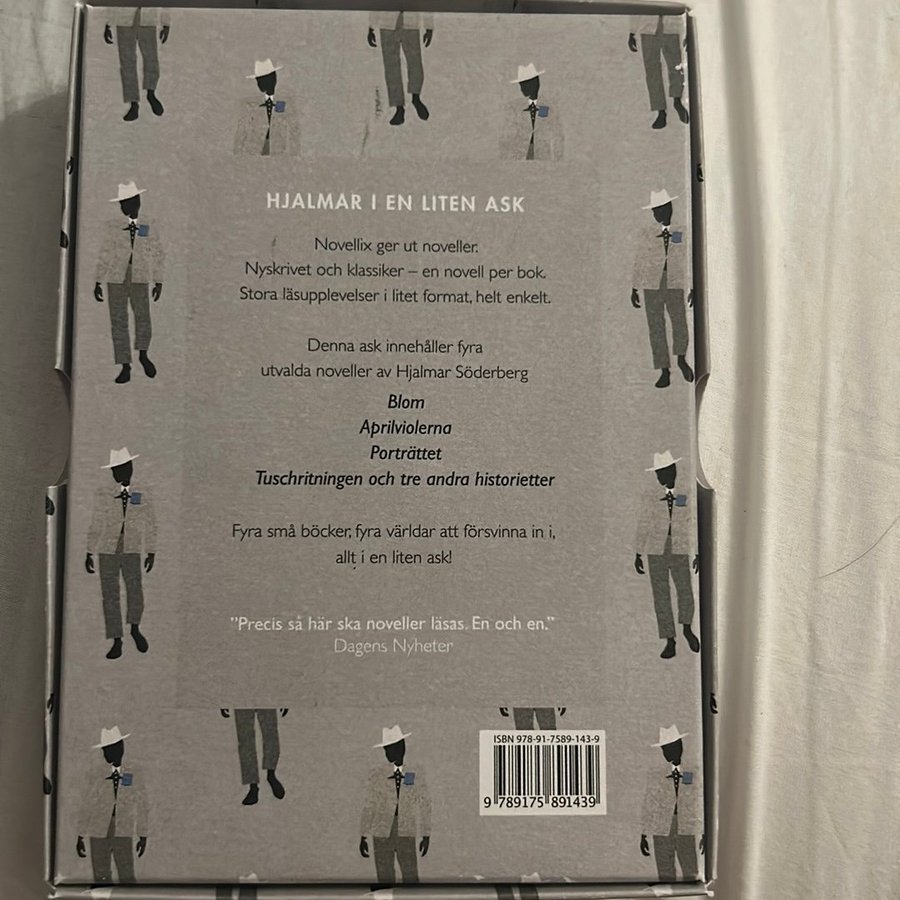 HJALMAR I EN LITEN ASK
Novellix ger ut noveller.
Nyskrivet och klassiker – en novell per bok.
Stora läsupplevelser i litet format, helt enkelt.
Denna ask innehåller fyra
utvalda noveller av Hjalmar Söderberg
Blom
Aprilviolerna
Porträttet
Tuschritningen och tre andra historietter
Fyra små böcker, fyra världar att försvinna in i,
allt i en liten ask!
”Precis så här ska noveller läsas. En och en.”
Dagens Nyheter
ISBN 978-91-7589-143-9
9 789175 891439